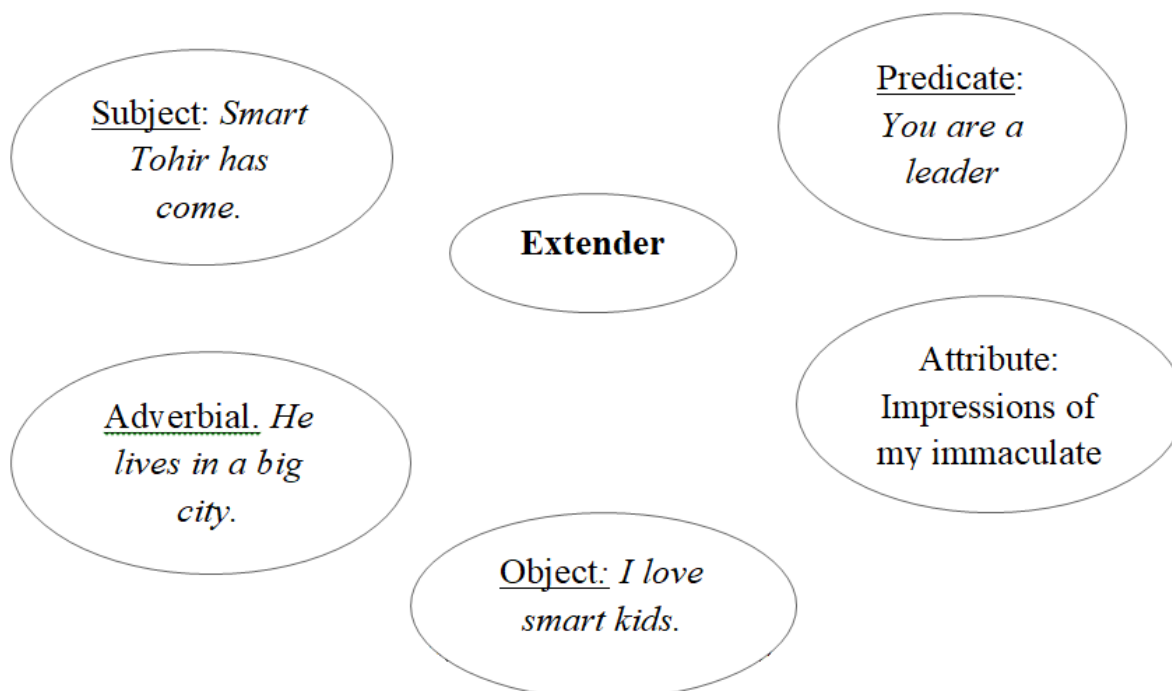 Subject: Smart
Tohir has
come.
Predicate:
You are a
leader
Extender
Attribute:
Impressions of
my immaculate
Adverbial. He
lives in a big
city.
Object: I love
smart kids.